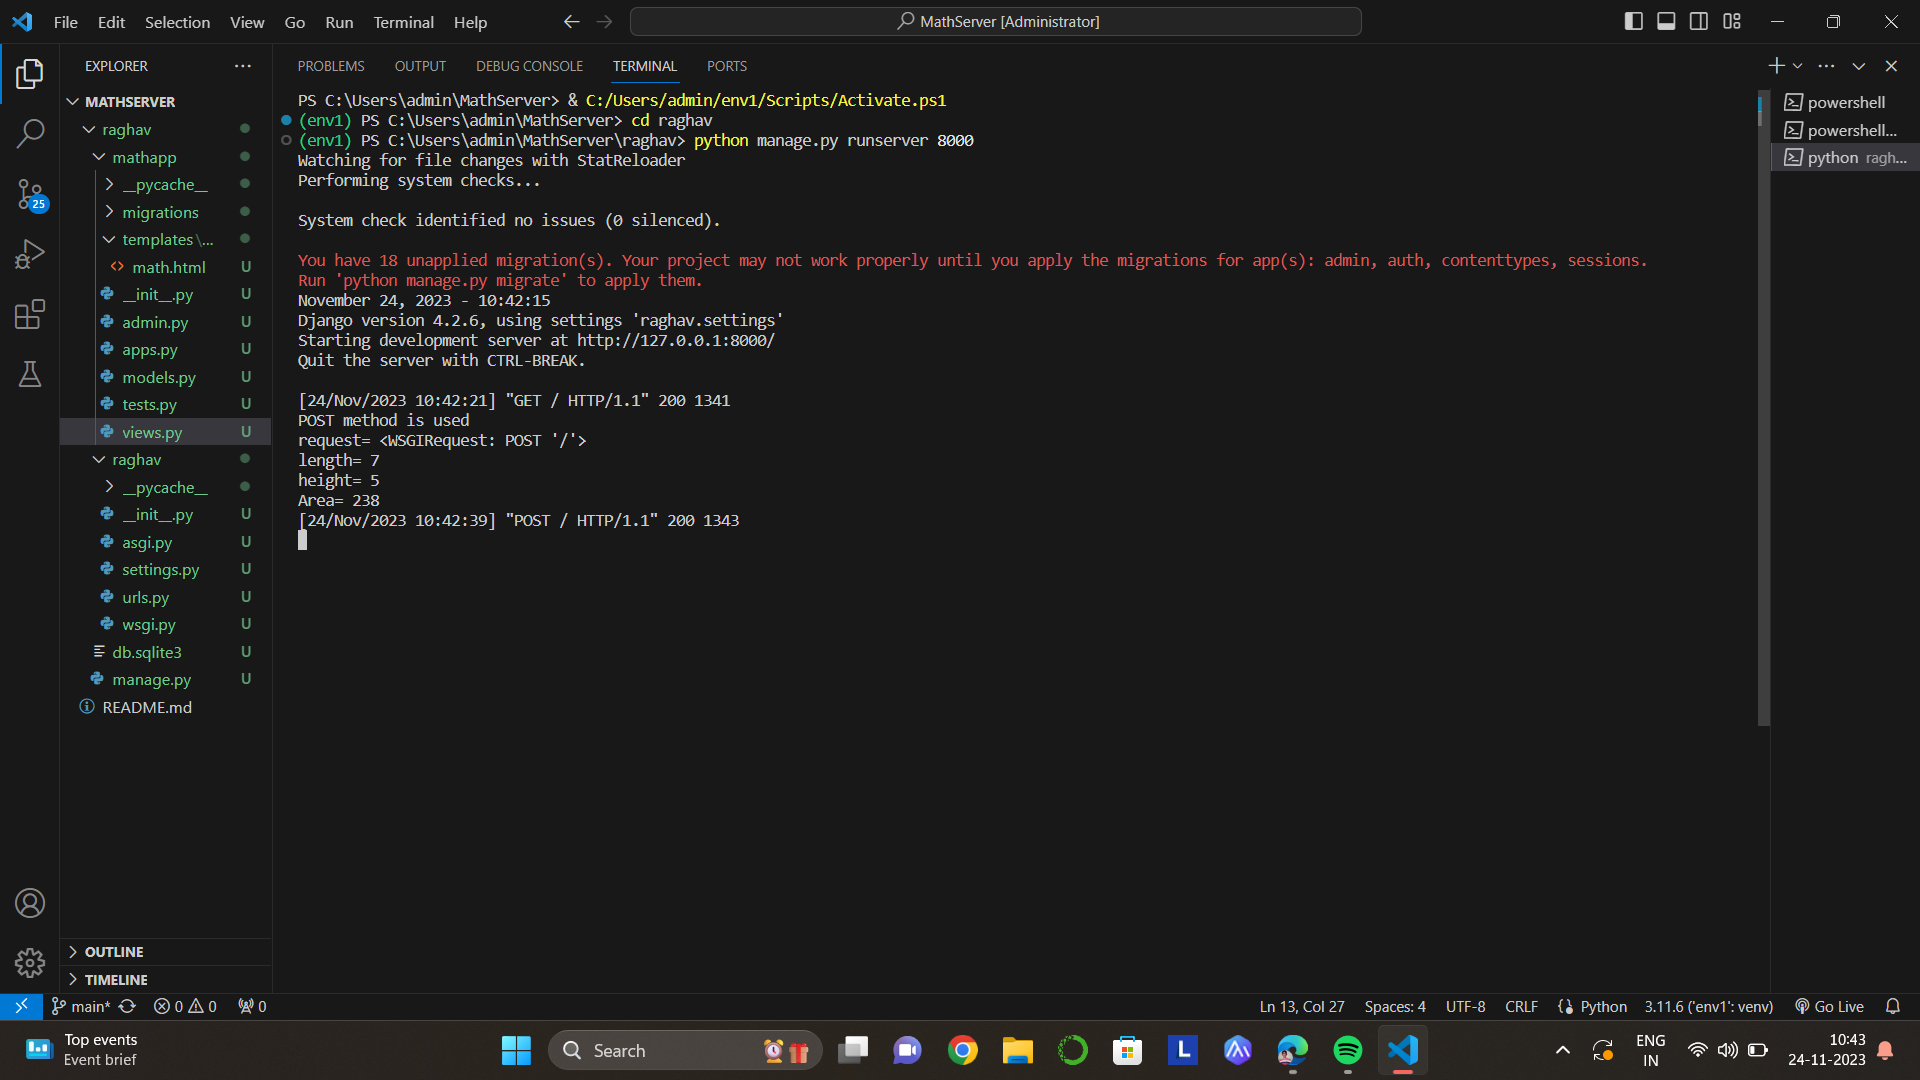 File Edit Selection View Go Run Terminal Help
MathServer [Administrator]
EXPLORER
MATHSERVER
raghav
mathapp
__pycache__
migrations
templates\...
math.html U
__init__.py U
admin.py U
apps.py U
models.py U
tests.py U
views.py U
raghav
__pycache__
__init__.py U
asgi.py U
settings.py U
urls.py U
wsgi.py U
db.sqlite3 U
manage.py U
README.md
OUTLINE
TIMELINE
25
PROBLEMS OUTPUT DEBUG CONSOLE TERMINAL PORTS
PS C:\Users\admin\MathServer> & C:/Users/admin/env1/Scripts/Activate.ps1
(env1) PS C:\Users\admin\MathServer> cd raghav
(env1) PS C:\Users\admin\MathServer\raghav> python manage.py runserver 8000
Watching for file changes with StatReloader
Performing system checks...
System check identified no issues (0 silenced).
You have 18 unapplied migration(s). Your project may not work properly until you apply the migrations for app(s): admin, auth, contenttypes, sessions.
Run 'python manage.py migrate' to apply them.
November 24, 2023 - 10:42:15
Django version 4.2.6, using settings 'raghav.settings'
Starting development server at http://127.0.0.1:8000/
Quit the server with CTRL-BREAK.
[24/Nov/2023 10:42:21] "GET / HTTP/1.1" 200 1341
POST method is used
request= <WSGIRequest: POST '/'>
length= 7
height= 5
Area= 238
[24/Nov/2023 10:42:39] "POST / HTTP/1.1" 200 1343
powershell
powershell...
python ragh...
main* 0 0 0
Ln 13, Col 27 Spaces: 4 UTF-8 CRLF Python 3.11.6 ('env1': venv) Go Live
Top events
Event brief
Search
L
ENG
IN
10:43
24-11-2023